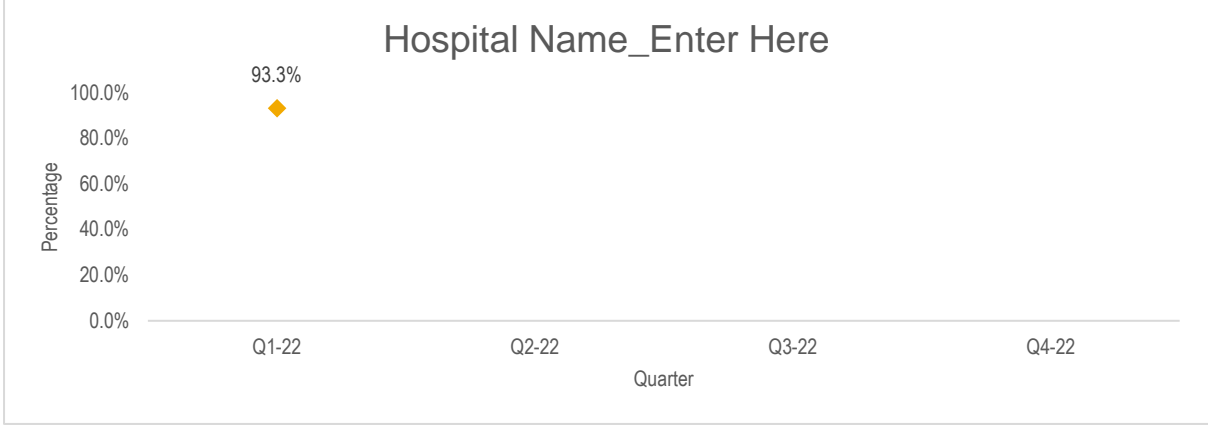 Hospital Name_Enter Here
93.3%
100.0%
80.0%
60.0%
40.0%
20.0%
0.0%
Percentage
Q1-22 Q2-22 Q3-22 Q4-22
Quarter